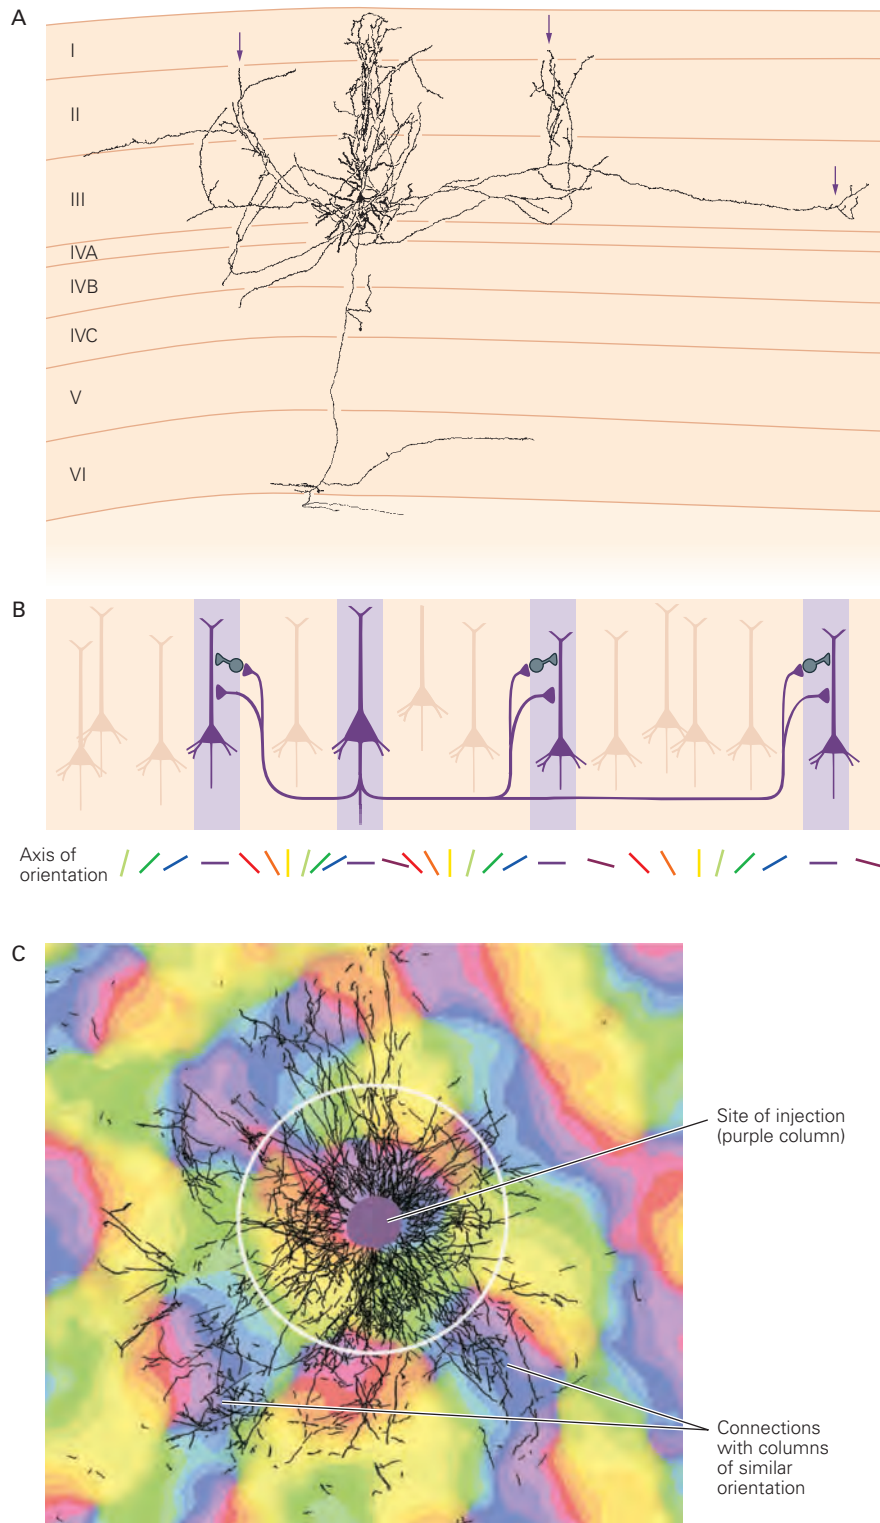 A
I
II
III
IVA
IVB
IVC
V
VI
B
Axis of
orientation
C
Site of injection
(purple column)
Connections
with columns
of similar
orientation